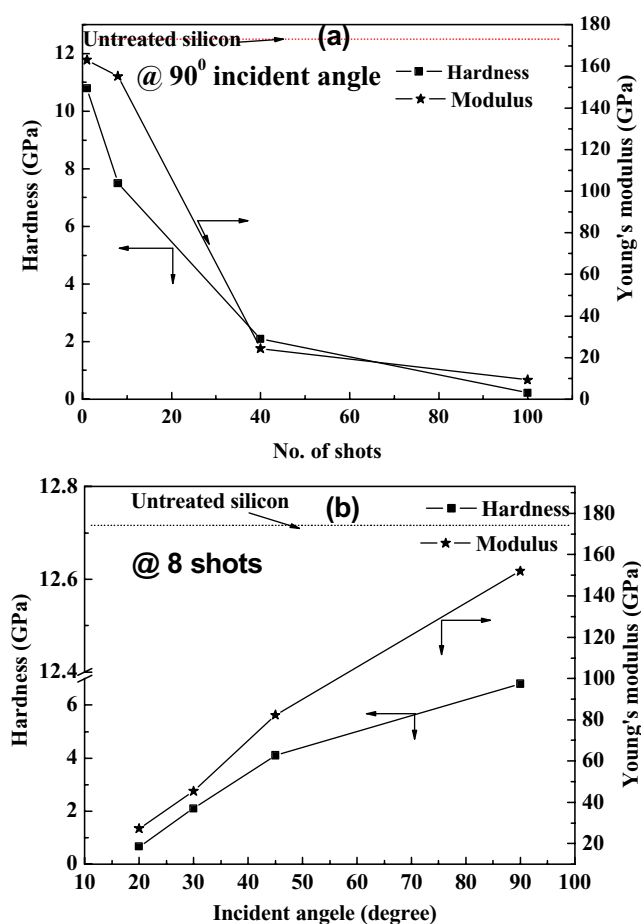 Untreated silicon
(a)
@ 90⁰ incident angle
Hardness
Modulus
Hardness (GPa)
12
10
8
6
4
2
0
Young's modulus (GPa)
180
160
140
120
100
80
60
40
20
0
0 20 40 60 80 100
No. of shots
Untreated silicon
(b)
@ 8 shots
Hardness
Modulus
Hardness (GPa)
12.8
12.6
12.4
6
4
2
0
Young's modulus (GPa)
180
160
140
120
100
80
60
40
20
10 20 30 40 50 60 70 80 90 100
Incident angele (degree)